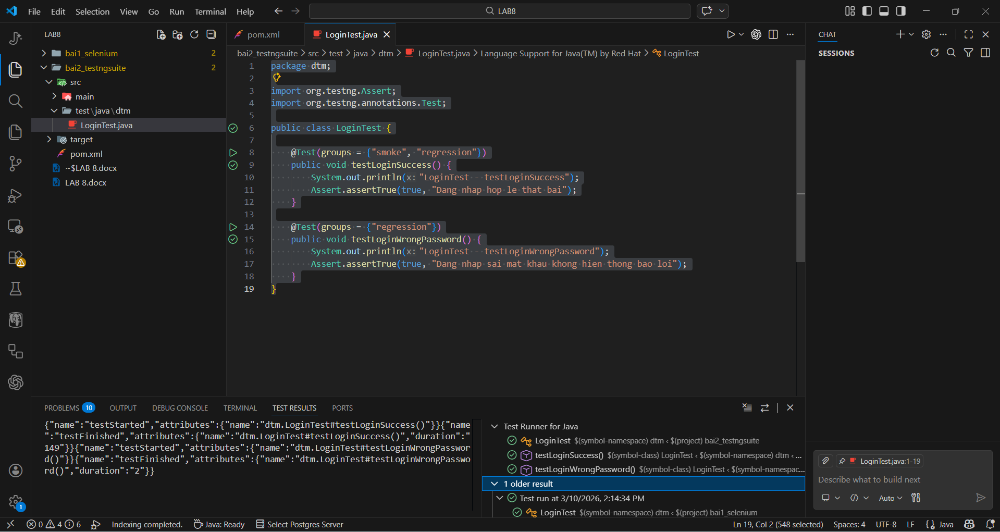 File Edit Selection View Go Run Terminal Help
LAB8
LAB8
bai1_selenium 2
bai2_testngsuite 2
src
main
test\java\dtm
LoginTest.java
target
pom.xml
~$LAB 8.docx
LAB 8.docx
pom.xml
LoginTest.java
bai2_testngsuite > src > test > java > dtm > LoginTest.java > Language Support for Java(TM) by Red Hat > LoginTest
1 package dtm;
2
3 import org.testng.Assert;
4 import org.testng.annotations.Test;
5
6 public class LoginTest {
7
8 @Test(groups = {"smoke", "regression"})
9 public void testLoginSuccess() {
10 System.out.println(x: "LoginTest - testLoginSuccess");
11 Assert.assertTrue(true, "Dang nhap hop le that bai");
12 }
13
14 @Test(groups = {"regression"})
15 public void testLoginWrongPassword() {
16 System.out.println(x: "LoginTest - testLoginWrongPassword");
17 Assert.assertTrue(true, "Dang nhap sai mat khau khong hien thong bao loi");
18 }
19 }
CHAT
SESSIONS
PROBLEMS 10 OUTPUT DEBUG CONSOLE TERMINAL TEST RESULTS PORTS
{"name":"testStarted","attributes":{"name":"dtm.LoginTest#testLoginSuccess()"}}{"name
":"testFinished","attributes":{"name":"dtm.LoginTest#testLoginSuccess()","duration":"
149"}}{"name":"testStarted","attributes":{"name":"dtm.LoginTest#testLoginWrongPasswor
d()"}}{"name":"testFinished","attributes":{"name":"dtm.LoginTest#testLoginWrongPasswo
rd()","duration":"2"}}
Test Runner for Java
LoginTest $(symbol-namespace) dtm ‹ $(project) bai2_testngsuite
testLoginSuccess() $(symbol-class) LoginTest ‹ $(symbol-namespace) dtm ‹ ...
testLoginWrongPassword() $(symbol-class) LoginTest ‹ $(symbol-namespac...
1 older result
Test run at 3/10/2026, 2:14:34 PM
LoginTest $(symbol-namespace) dtm ‹ $(project) bai1_selenium
LoginTest.java:1-19
Describe what to build next
Auto
1
0 4 6 Indexing completed. Java: Ready Select Postgres Server
Ln 19, Col 2 (548 selected) Spaces: 4 UTF-8 LF Java